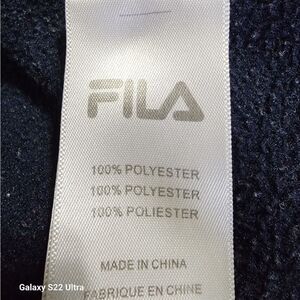 FILA
100% POLYESTER
100% POLYESTER
100% POLIESTER
MADE IN CHINA
FABRIQUE EN CHINE
Galaxy S22 Ultra